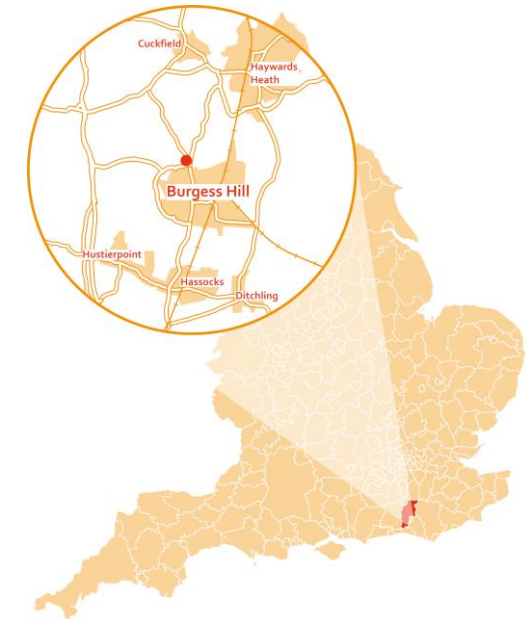 Cuckfield
Haywards
Heath
Burgess Hill
Hustierpoint
Hassocks
Ditchling